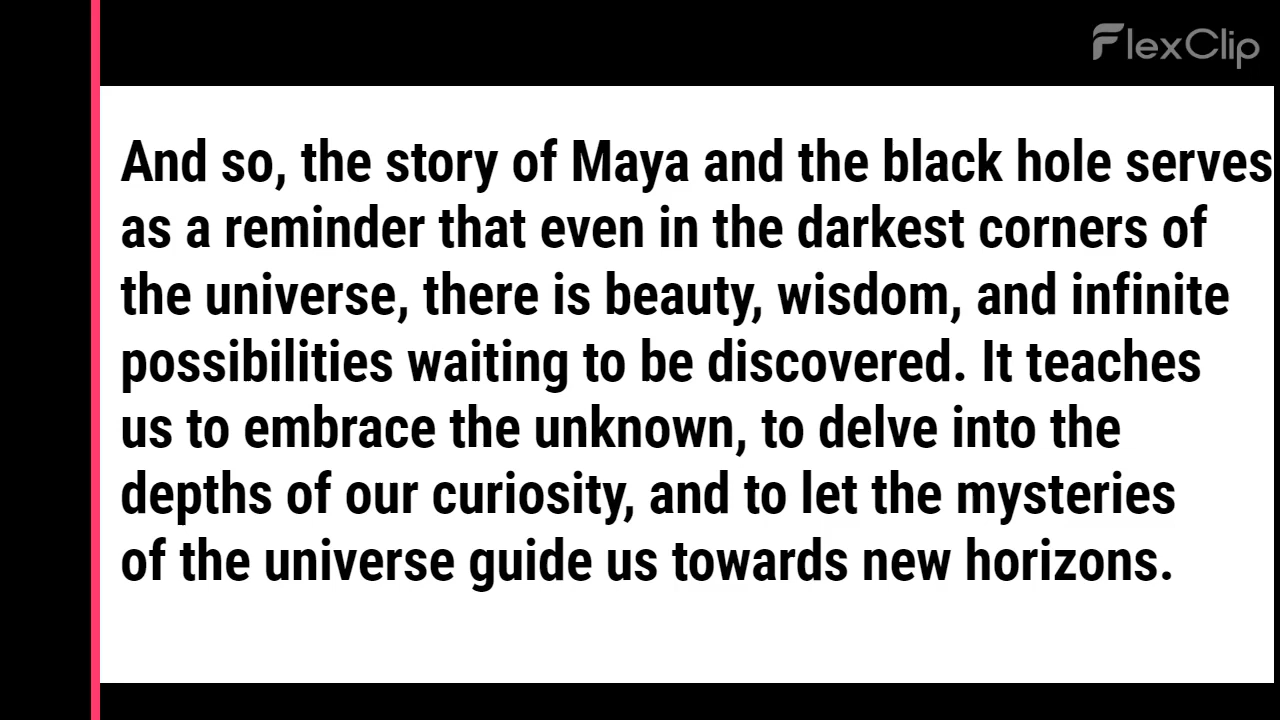 FlexClip
And so, the story of Maya and the black hole serves
as a reminder that even in the darkest corners of
the universe, there is beauty, wisdom, and infinite
possibilities waiting to be discovered. It teaches
us to embrace the unknown, to delve into the
depths of our curiosity, and to let the mysteries
of the universe guide us towards new horizons.